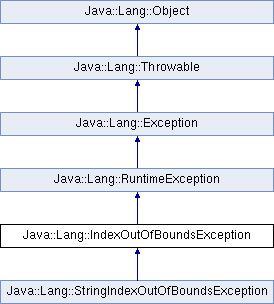 Java::Lang::Object
Java::Lang::Throwable
Java::Lang::Exception
Java::Lang::RuntimeException
Java::Lang::IndexOutOfBoundsException
Java::Lang::StringIndexOutOfBoundsException